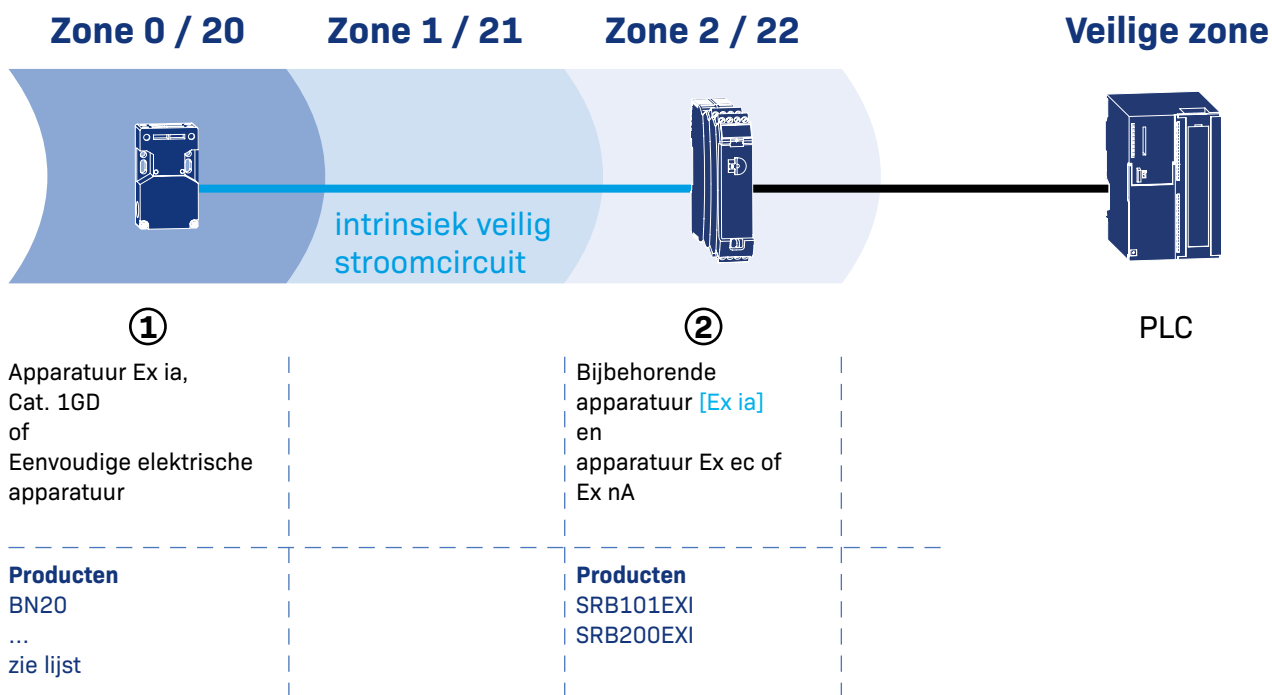 Zone 0 / 20
Zone 1 / 21
Zone 2 / 22
Veilige zone
intrinsiek veilig
stroomcircuit
①
②
PLC
Apparatuur Ex ia,
Cat. 1GD
of
Eenvoudige elektrische
apparatuur
Bijbehorende
apparatuur [Ex ia]
en
apparatuur Ex ec of
Ex nA
Producten
BN20
...
zie lijst
Producten
SRB101EXI
SRB200EXI